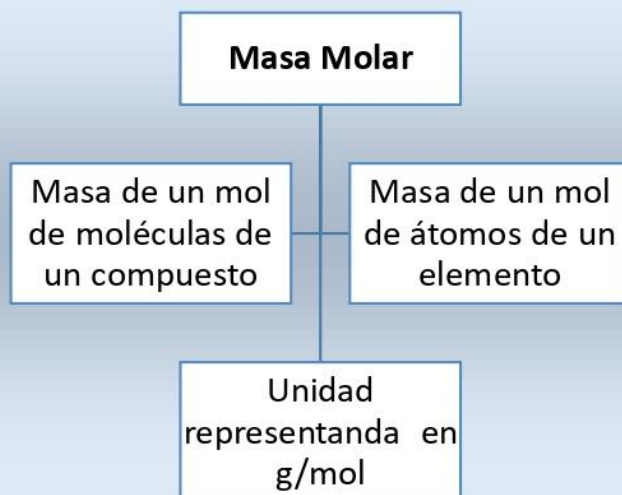 Masa Molar
Masa de un mol
de moléculas de
un compuesto
Masa de un mol
de átomos de un
elemento
Unidad
representanda en
g/mol